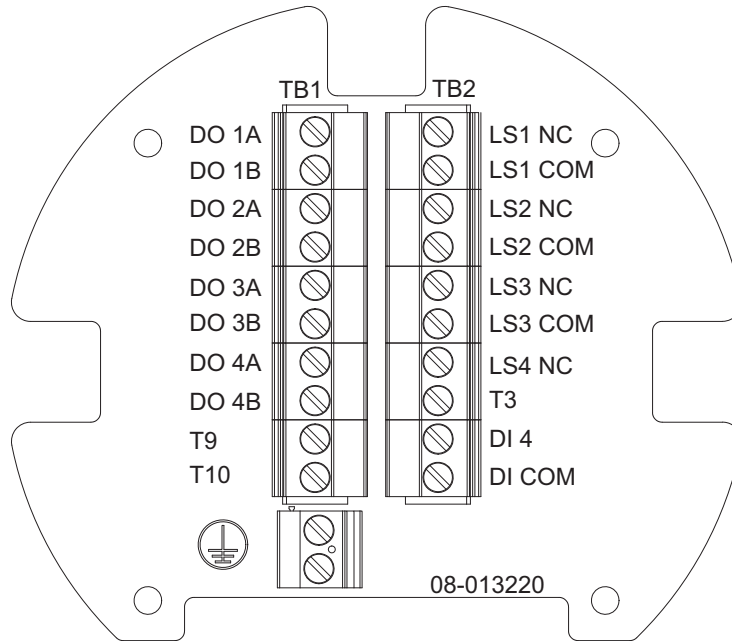 TB1 TB2
DO 1A LS1 NC
DO 1B LS1 COM
DO 2A LS2 NC
DO 2B LS2 COM
DO 3A LS3 NC
DO 3B LS3 COM
DO 4A LS4 NC
DO 4B T3
T9 DI 4
T10 DI COM
08-013220